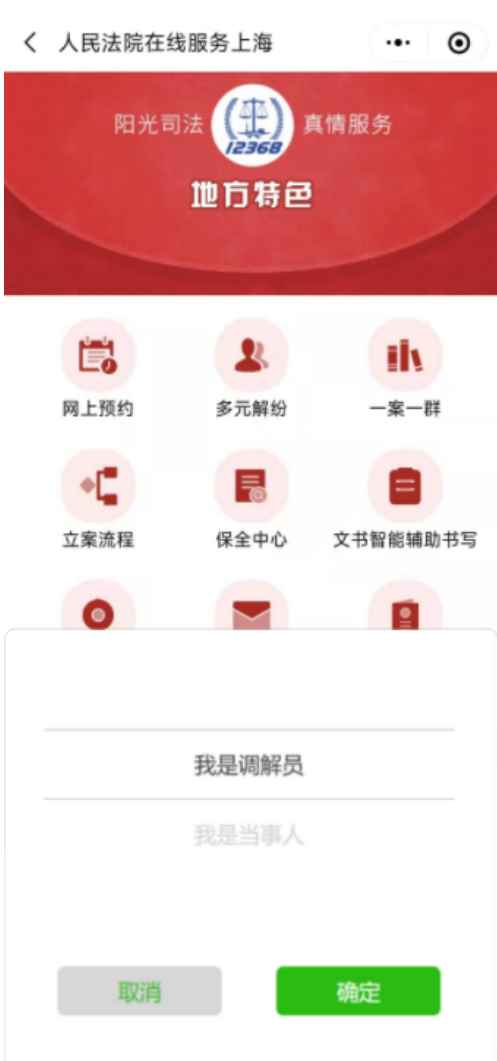 人民法院在线服务上海
阳光司法 12368 真情服务
地方特色
网上预约 多元解纷 一案一群
立案流程 保全中心 文书智能辅助书写
我是调解员
我是当事人
取消 确定